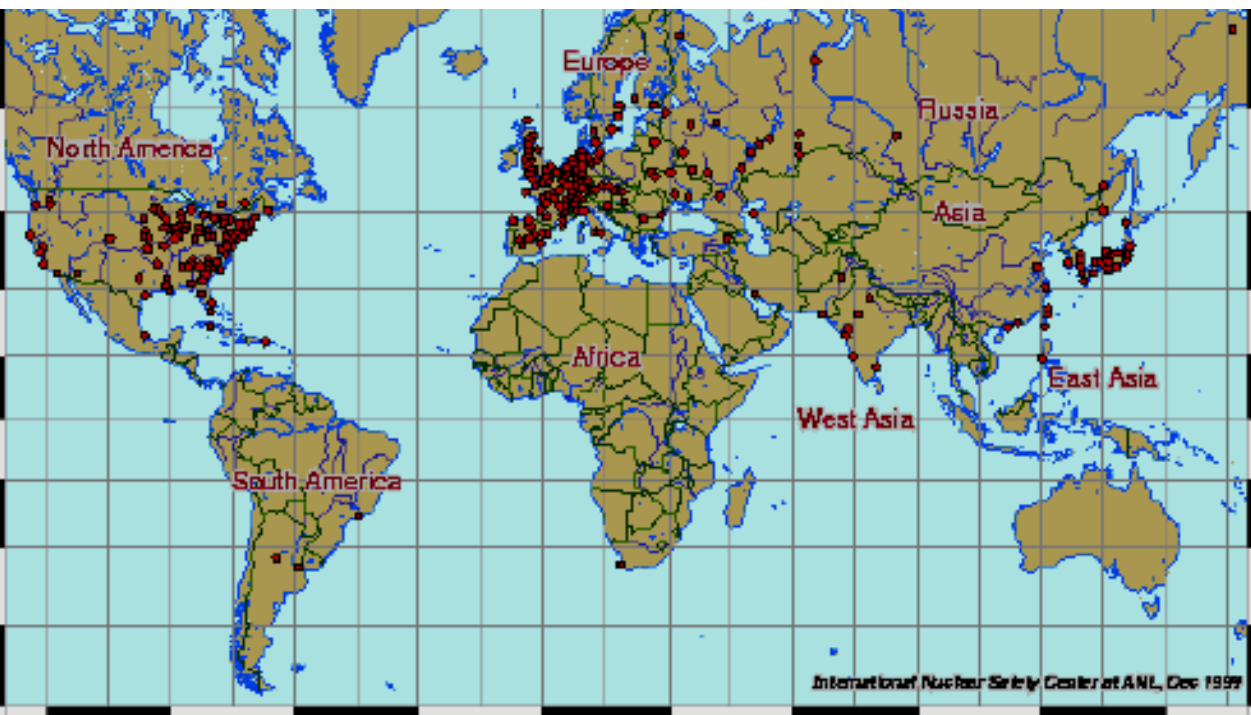 Europe
Russia
North America
Asia
Africa
East Asia
West Asia
South America
International Nuclear Safety Center at ANL, Dec 1999